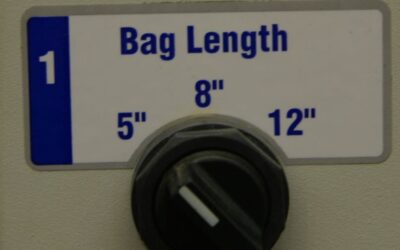 1
Bag Length
8"
5" 12"